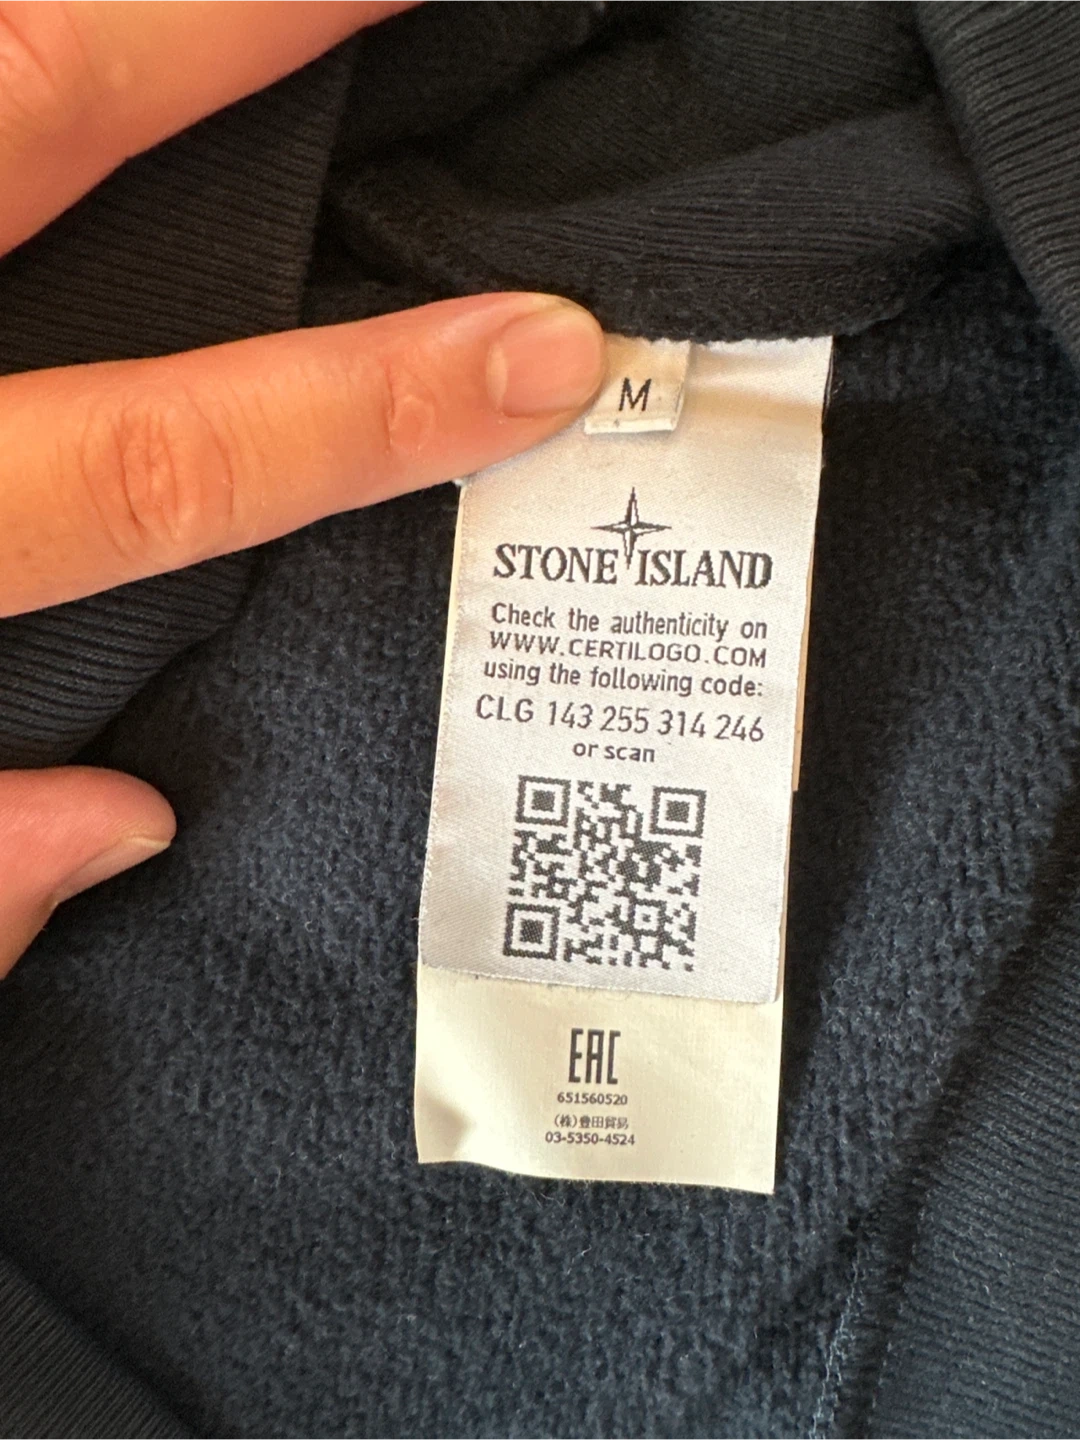 M
STONE ISLAND
Check the authenticity on
WWW.CERTILOGO.COM
using the following code:
CLG 143 255 314 246
or scan
EAC
651560520
(株)豊田貿易
03-5350-4524